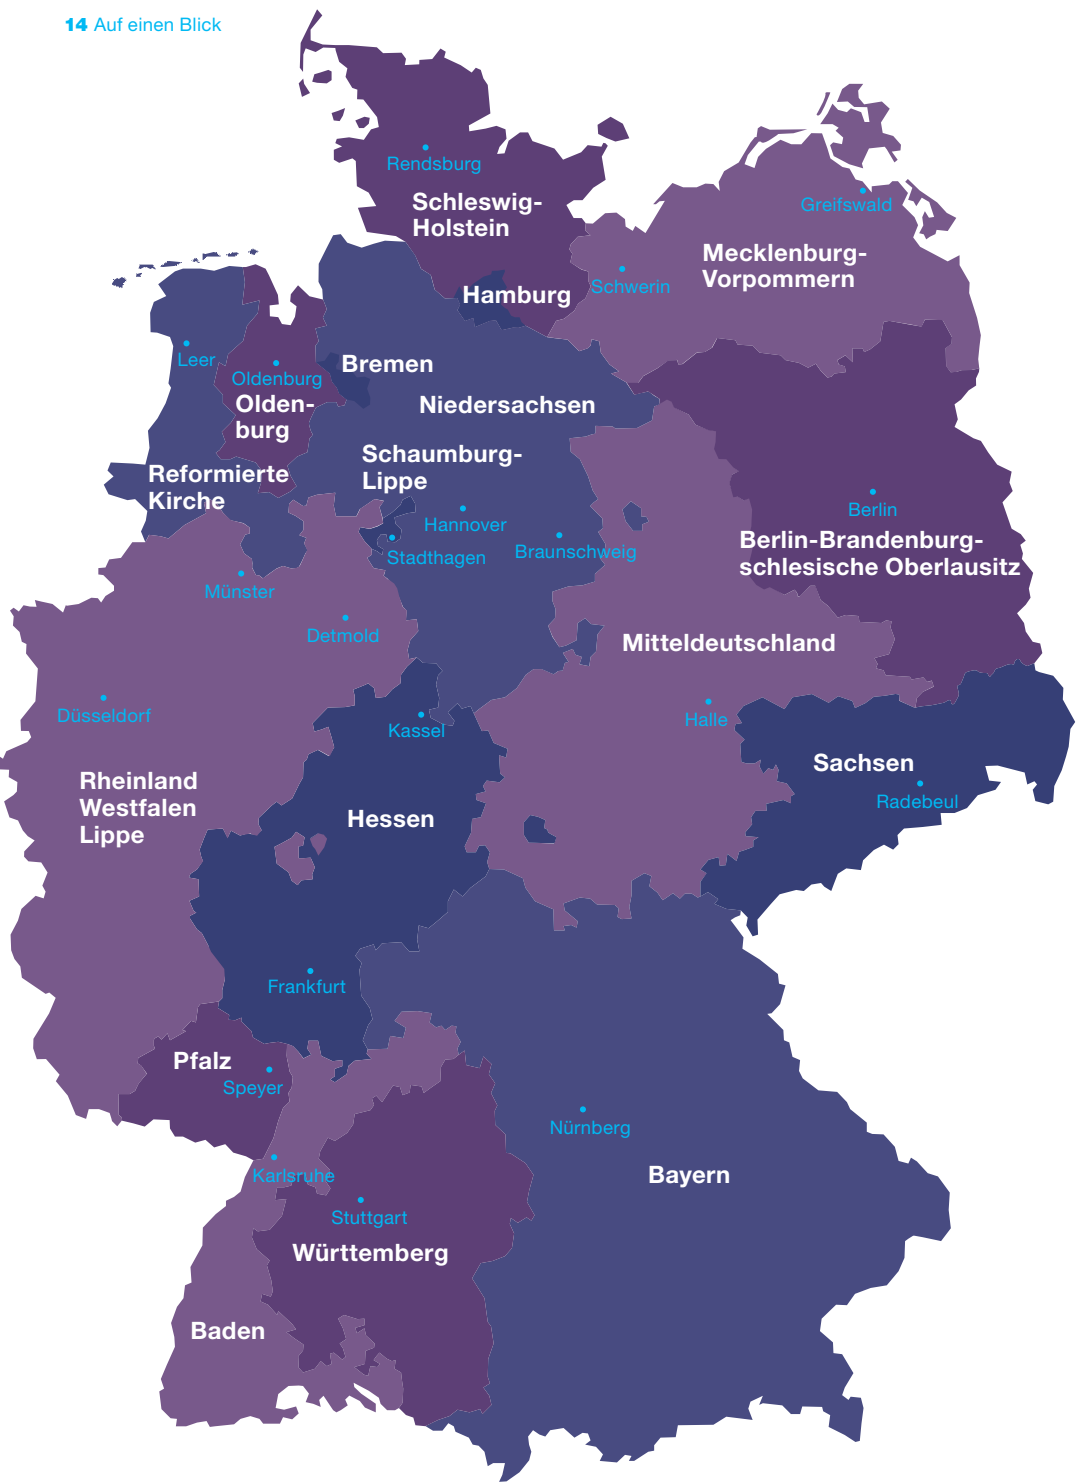 14 Auf einen Blick
Rendsburg
Schleswig-
Holstein
Greifswald
Mecklenburg-
Vorpommern
Schwerin
Hamburg
Leer
Bremen
Oldenburg
Olden-
burg
Niedersachsen
Schaumburg-
Lippe
Reformierte
Kirche
Hannover
Stadthagen
Braunschweig
Berlin
Berlin-Brandenburg-
schlesische Oberlausitz
Münster
Detmold
Mitteldeutschland
Düsseldorf
Kassel
Halle
Rheinland
Westfalen
Lippe
Hessen
Sachsen
Radebeul
Frankfurt
Pfalz
Speyer
Nürnberg
Karlsruhe
Bayern
Stuttgart
Württemberg
Baden